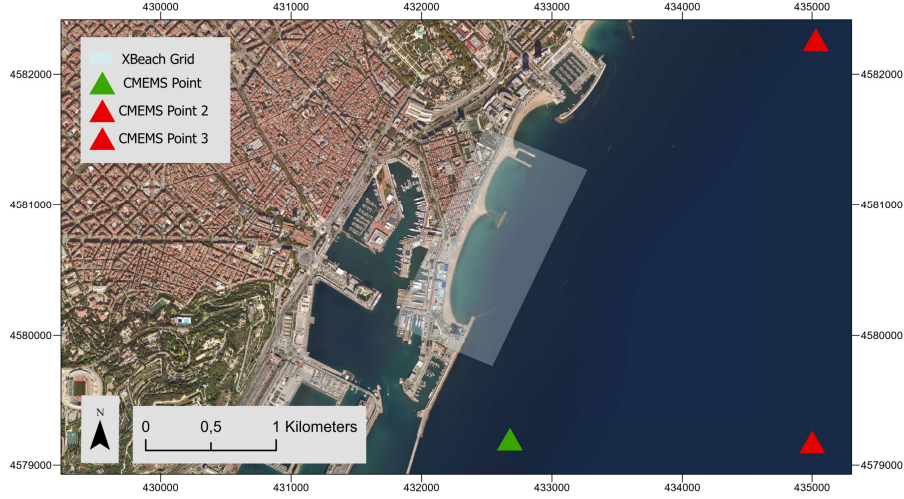 430000 431000 432000 433000 434000 435000
XBeach Grid
CMEMS Point
CMEMS Point 2
CMEMS Point 3
4582000 4582000
4581000 4581000
4580000 4580000
N
0 0,5 1 Kilometers
4579000 4579000
430000 431000 432000 433000 434000 435000